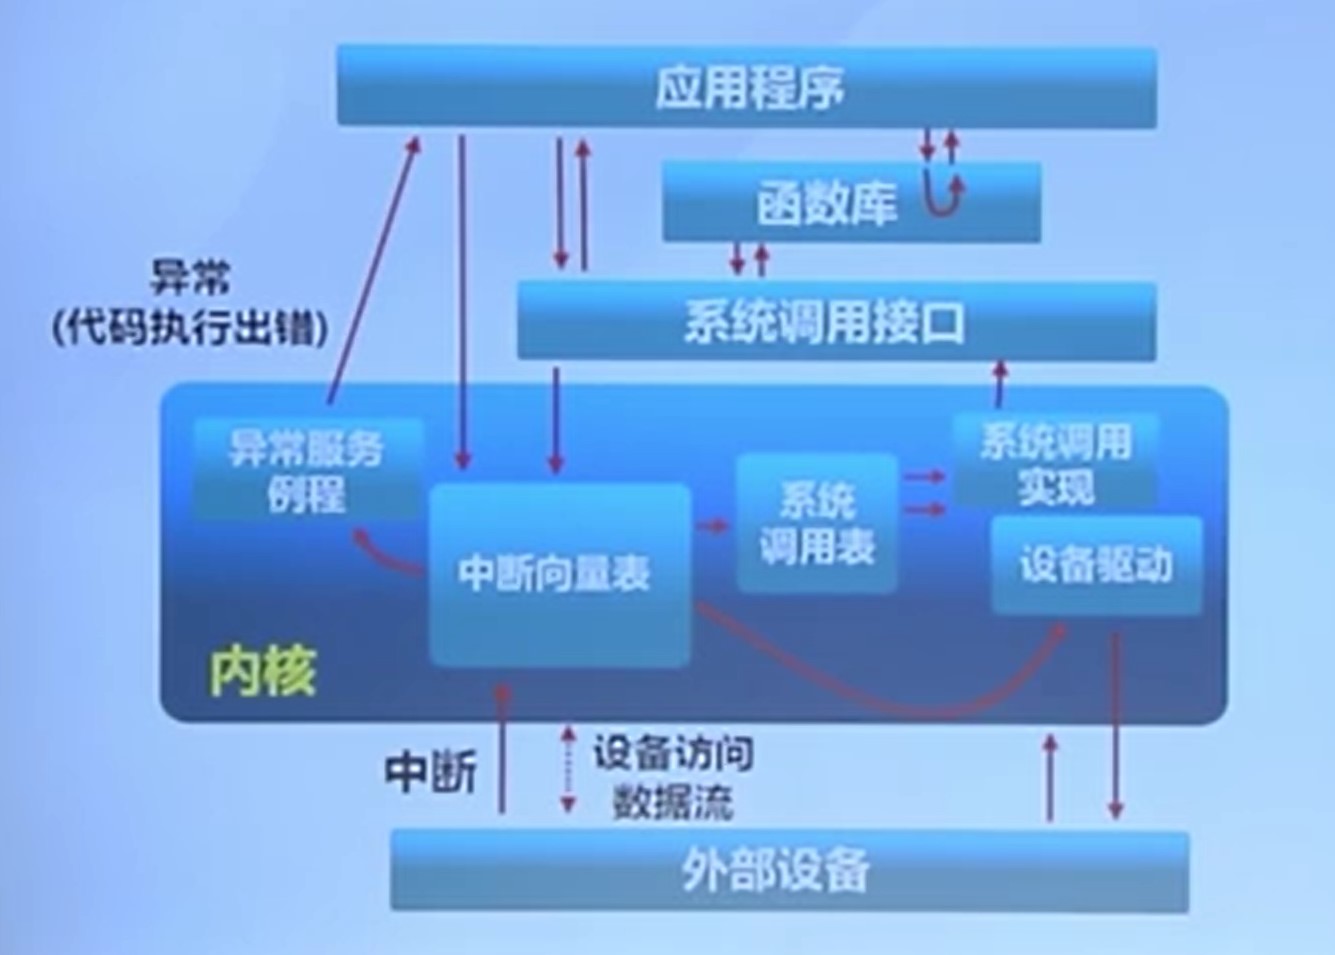 应用程序
函数库
异常
(代码执行出错)
系统调用接口
异常服务
例程
中断向量表
系统
调用表
系统调用
实现
设备驱动
内核
中断
设备访问
数据流
外部设备